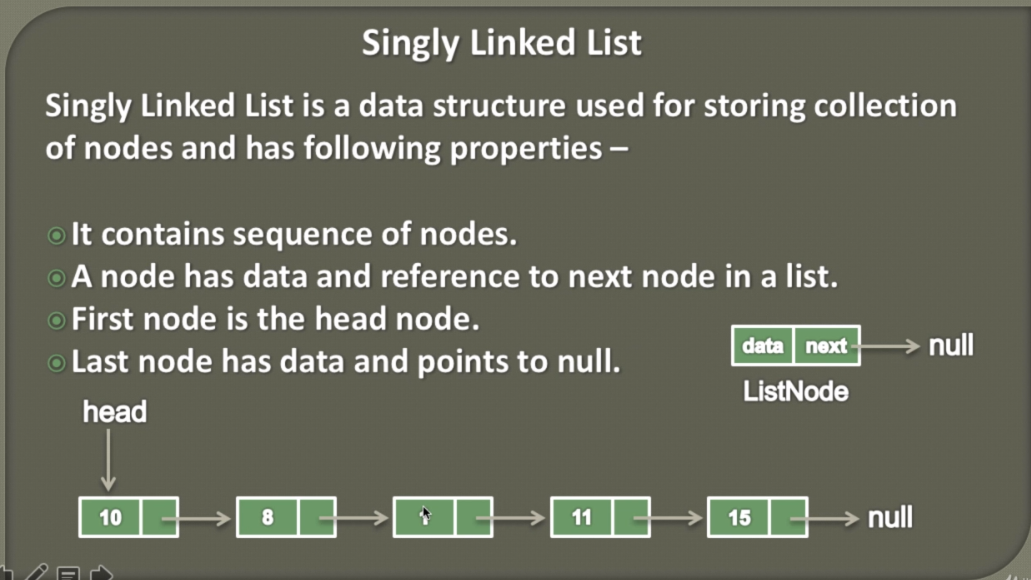 Singly Linked List
Singly Linked List is a data structure used for storing collection
of nodes and has following properties –
It contains sequence of nodes.
A node has data and reference to next node in a list.
First node is the head node.
Last node has data and points to null.
data next null
ListNode
head
10 8 11 15 null